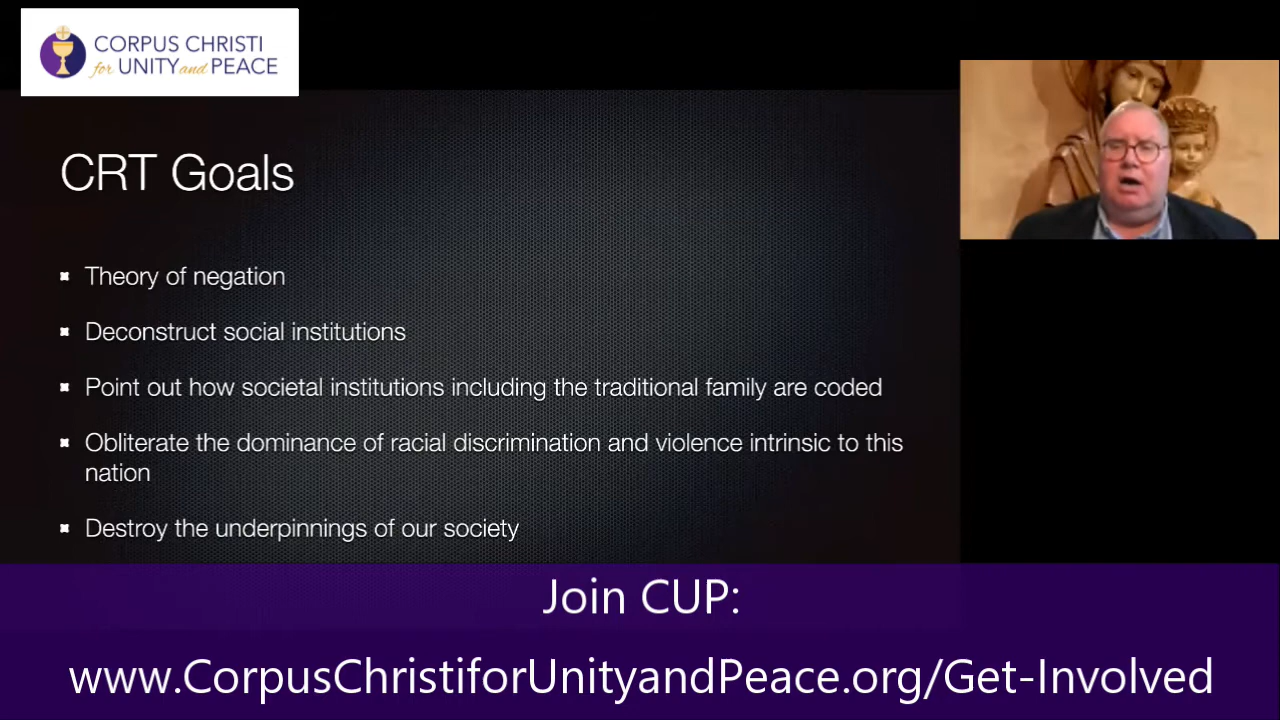 CORPUS CHRISTI
for UNITY and PEACE
CRT Goals
Theory of negation
Deconstruct social institutions
Point out how societal institutions including the traditional family are coded
Obliterate the dominance of racial discrimination and violence intrinsic to this
nation
Destroy the underpinnings of our society
Join CUP:
www.CorpusChristiforUnityandPeace.org/Get-Involved